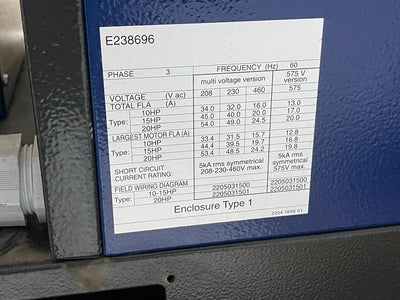 E238696
PHASE 3 FREQUENCY (Hz) 60
multi voltage version 575 V version
VOLTAGE (V ac) 208 230 460 575
TOTAL FLA (A)
10HP 34.0 32.0 16.0 13.0
Type: 15HP 45.0 40.0 20.0 17.0
20HP 54.0 49.0 24.5 20.0
LARGEST MOTOR FLA (A)
10HP 33.4 31.5 15.7 12.8
Type: 15HP 44.4 39.5 19.7 16.8
20HP 53.4 48.5 24.2 19.8
SHORT CIRCUIT 5kA rms symmetrical 5kA rms
CURRENT RATING: 208-230-460V max. symmetrical
575V max.
FIELD WIRING DIAGRAM
Type: 10-15HP 2205031500 2205031500
20HP 2205031501 2205031501
Enclosure Type 1